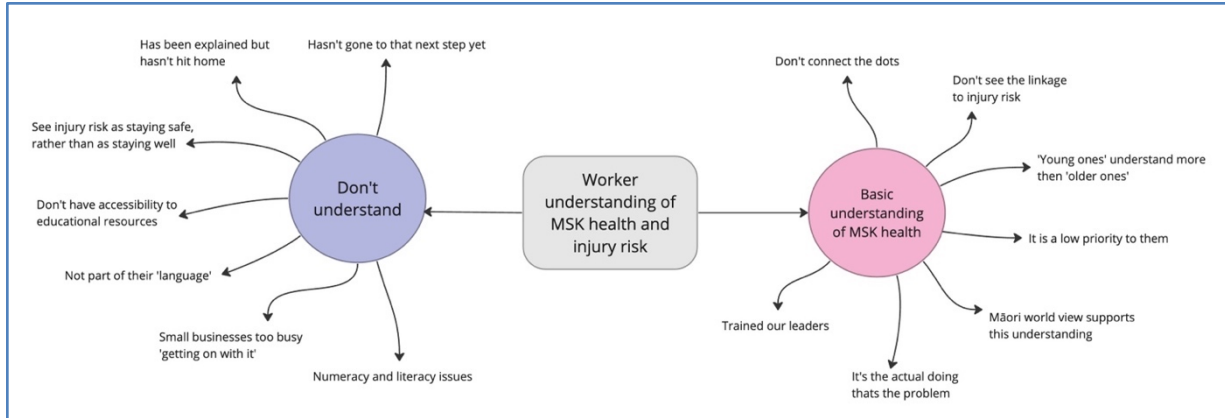 Has been explained but
hasn't hit home
Hasn't gone to that next step yet
See injury risk as staying safe,
rather than as staying well
Don't have accessibility to
educational resources
Not part of their 'language'
Small businesses too busy
'getting on with it'
Numeracy and literacy issues
Don't
understand
Worker
understanding of
MSK health and
injury risk
Basic
understanding
of MSK health
Don't connect the dots
Don't see the linkage
to injury risk
'Young ones' understand more
then 'older ones'
It is a low priority to them
Māori world view supports
this understanding
It's the actual doing
thats the problem
Trained our leaders